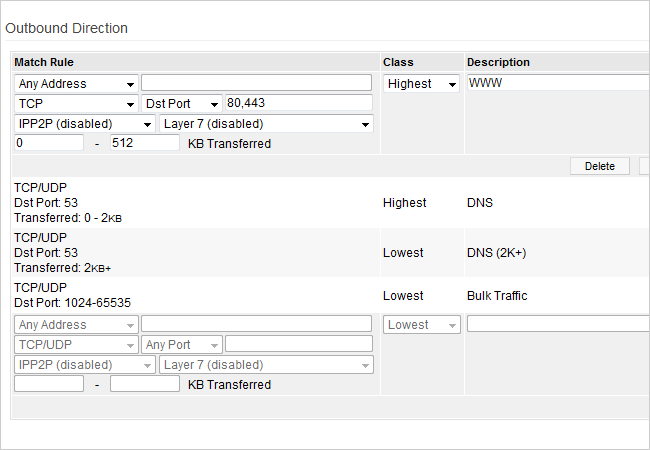 Outbound Direction
Match Rule Class Description
Any Address Highest WWW
TCP Dst Port 80,443
IPP2P (disabled) Layer 7 (disabled)
0 - 512 KB Transferred
Delete
TCP/UDP
Dst Port: 53
Transferred: 0 - 2KB
Highest DNS
TCP/UDP
Dst Port: 53
Transferred: 2KB+
Lowest DNS (2K+)
TCP/UDP
Dst Port: 1024-65535
Lowest Bulk Traffic
Any Address Lowest
TCP/UDP Any Port
IPP2P (disabled) Layer 7 (disabled)
- KB Transferred